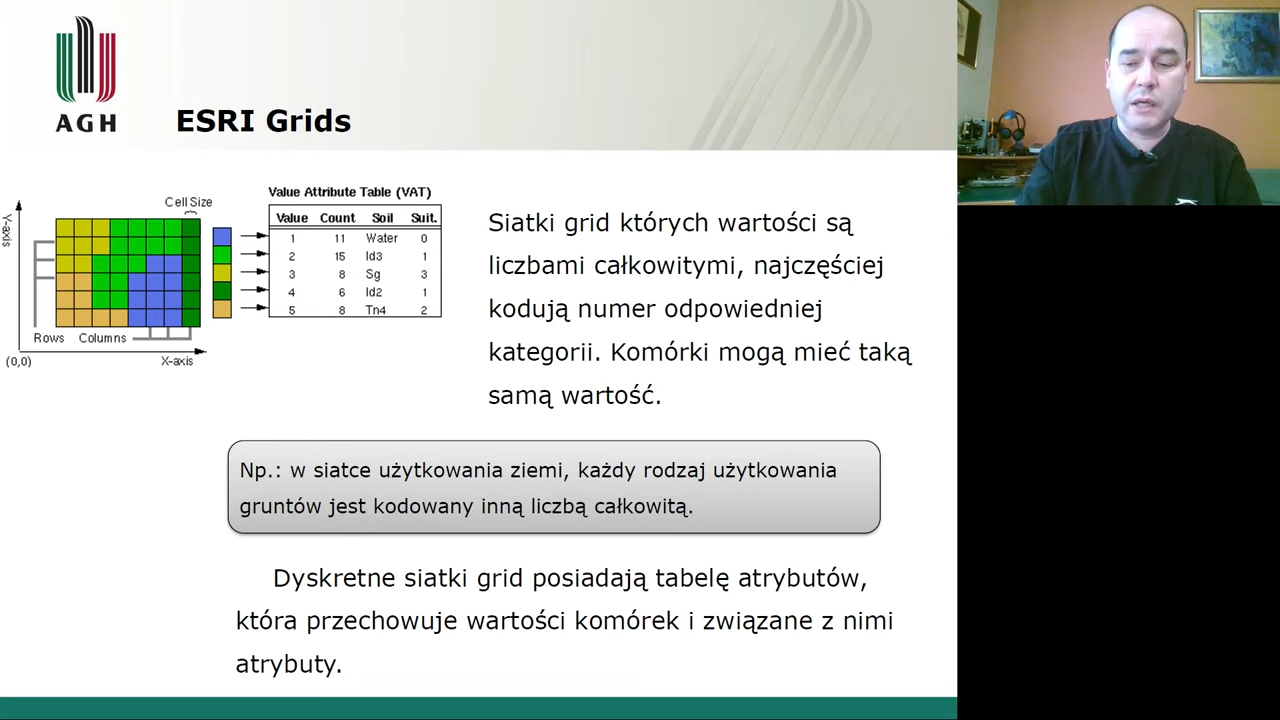 AGH
ESRI Grids
Value Attribute Table (VAT)
Cell Size
Y-axis
Value Count Soil Suit.
1 11 Water 0
2 15 Id3 1
3 8 Sg 3
4 6 Id2 1
5 8 Tn4 2
Rows Columns
(0,0) X-axis
Siatki grid których wartości są
liczbami całkowitymi, najczęściej
kodują numer odpowiedniej
kategorii. Komórki mogą mieć taką
samą wartość.
Np.: w siatce użytkowania ziemi, każdy rodzaj użytkowania
gruntów jest kodowany inną liczbą całkowitą.
Dyskretne siatki grid posiadają tabelę atrybutów,
która przechowuje wartości komórek i związane z nimi
atrybuty.